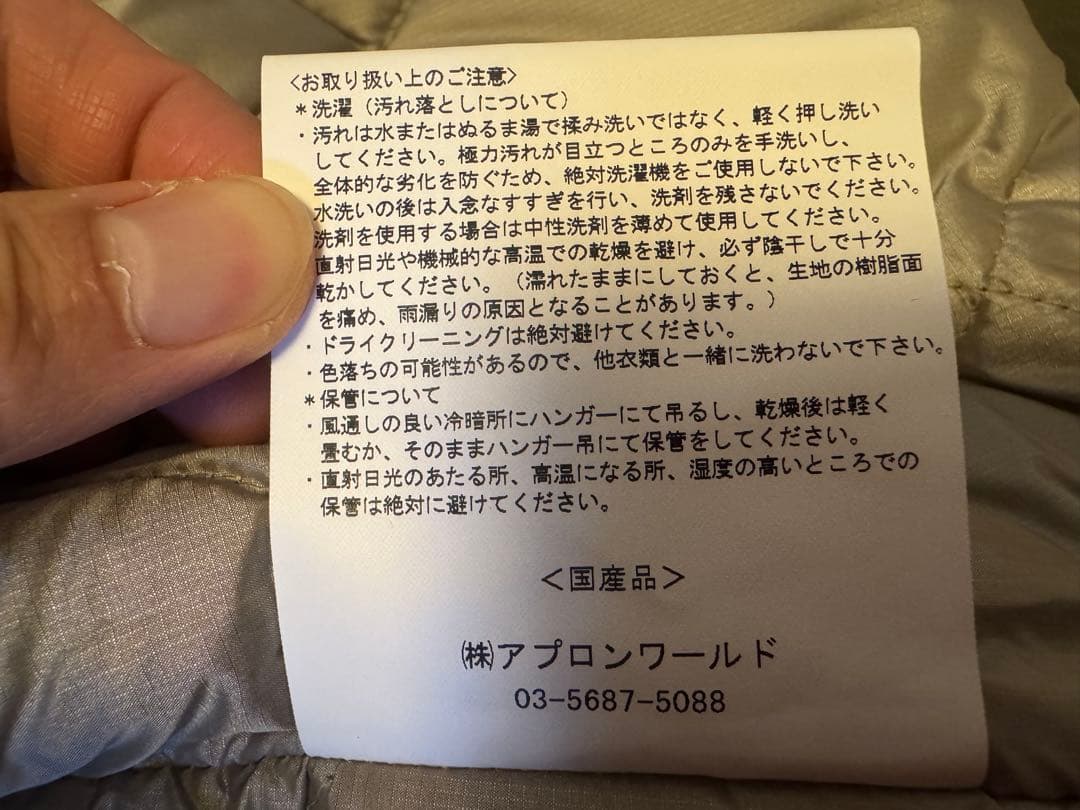 <お取り扱い上のご注意>
＊洗濯（汚れ落としについて）
・汚れは水またはぬるま湯で揉み洗いではなく、軽く押し洗い
してください。極力汚れが目立つところのみを手洗いし、
全体的な劣化を防ぐため、絶対洗濯機をご使用しないで下さい。
水洗いの後は入念なすすぎを行い、洗剤を残さないでください。
洗剤を使用する場合は中性洗剤を薄めて使用してください。
直射日光や機械的な高温での乾燥を避け、必ず陰干しで十分
乾かしてください。（濡れたままにしておくと、生地の樹脂面
を痛め、雨漏りの原因となることがあります。）
・ドライクリーニングは絶対避けてください。
・色落ちの可能性があるので、他衣類と一緒に洗わないで下さい。
＊保管について
・風通しの良い冷暗所にハンガーにて吊るし、乾燥後は軽く
畳むか、そのままハンガー吊にて保管をしてください。
・直射日光のあたる所、高温になる所、湿度の高いところでの
保管は絶対に避けてください。
＜国産品＞
㈱アプロンワールド
03-5687-5088